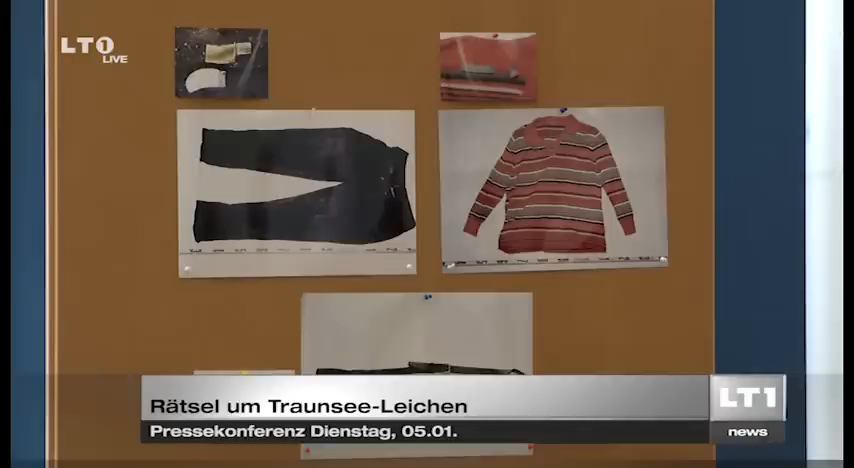 LT1
LIVE
Rätsel um Traunsee-Leichen
Pressekonferenz Dienstag, 05.01.
LT1
news